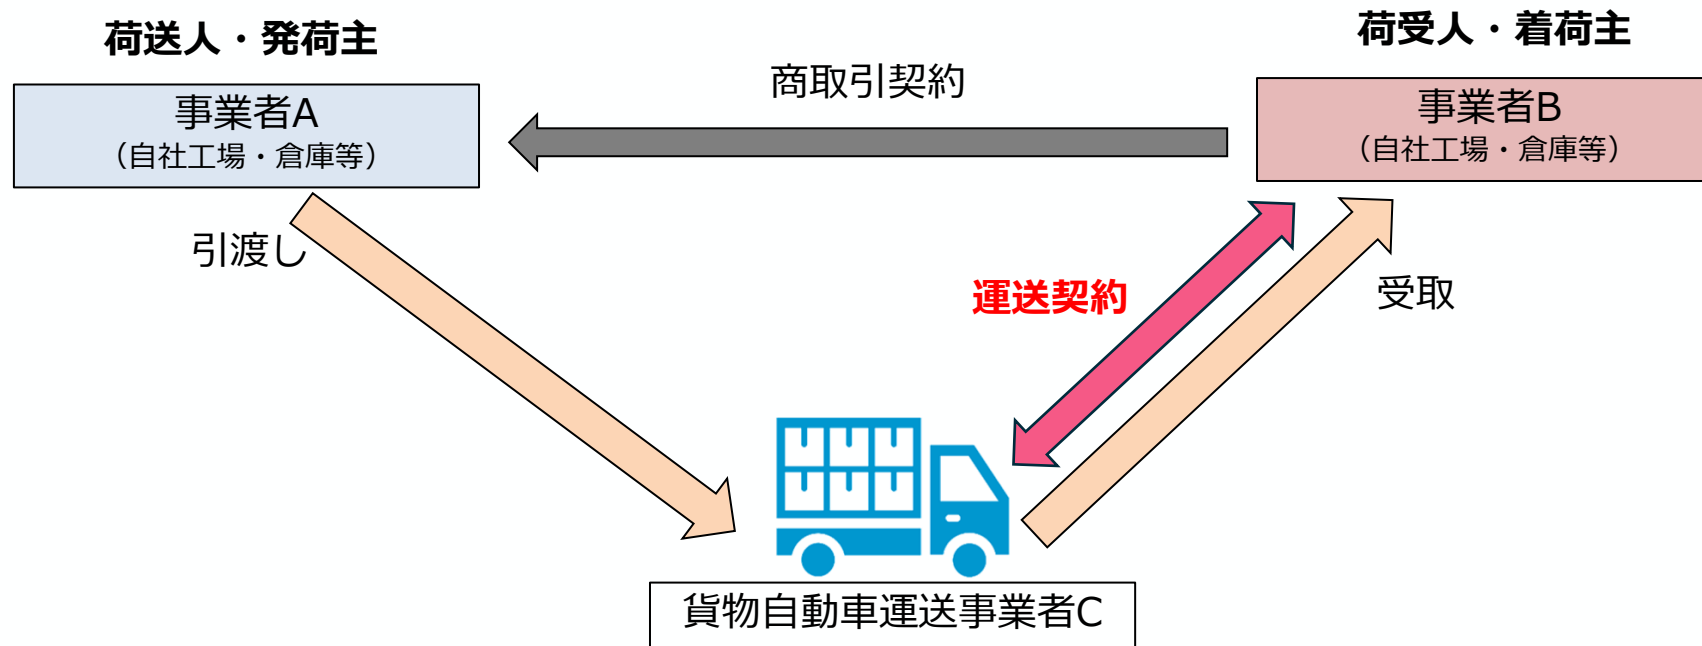 荷送人・発荷主
荷受人・着荷主
商取引契約
事業者A
（自社工場・倉庫等）
事業者B
（自社工場・倉庫等）
引渡し
運送契約
受取
貨物自動車運送事業者C